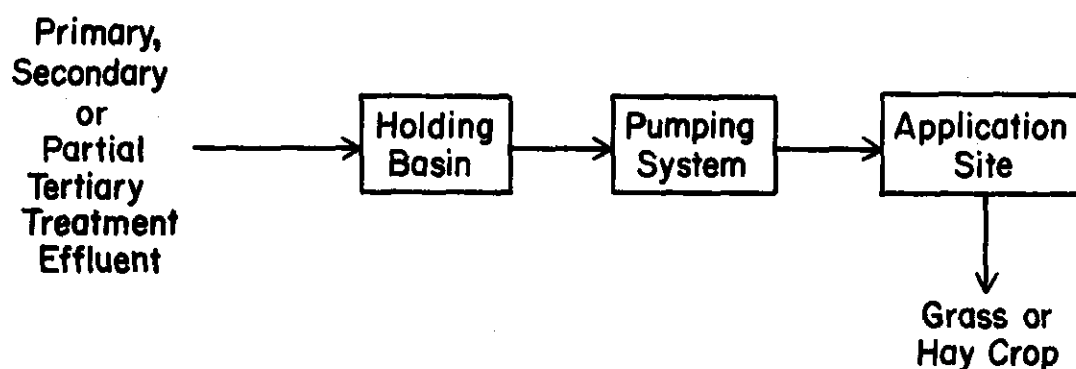 Primary,
Secondary
or
Partial
Tertiary
Treatment
Effluent
Holding
Basin
Pumping
System
Application
Site
Grass or
Hay Crop